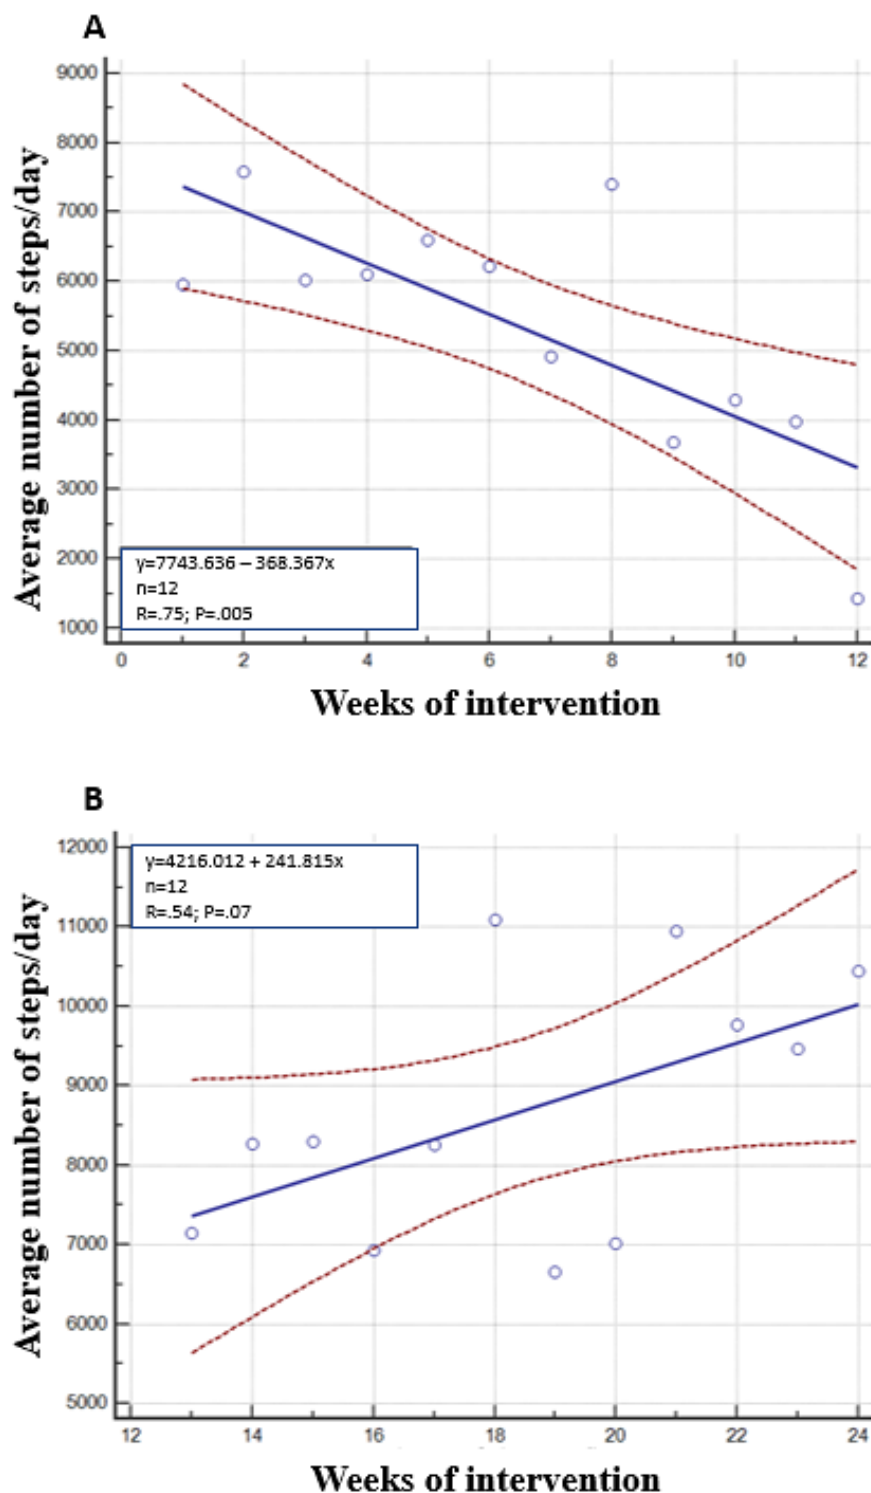 A
Average number of steps/day
9000
8000
7000
6000
5000
4000
3000
2000
1000
y=7743.636 – 368.367x
n=12
R=.75; P=.005
0 2 4 6 8 10 12
Weeks of intervention
B
Average number of steps/day
12000
11000
10000
9000
8000
7000
6000
5000
y=4216.012 + 241.815x
n=12
R=.54; P=.07
12 14 16 18 20 22 24
Weeks of intervention